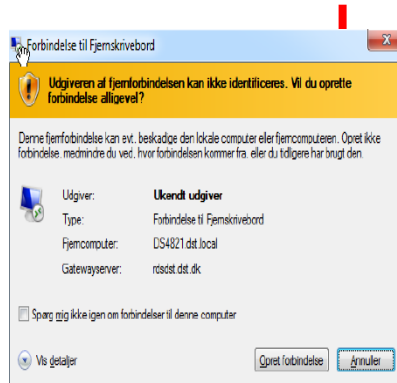 Forbindelse til Fjernskrivebord
Udgiveren af fjernforbindelsen kan ikke identificeres. Vil du oprette
forbindelse alligevel?
Denne fjernforbindelse kan evt. beskadige den lokale computer eller fjerncomputeren. Opret ikke
forbindelse, medmindre du ved, hvor forbindelsen kommer fra, eller du tidligere har brugt den.
Udgiver: Ukendt udgiver
Type: Forbindelse til Fjernskrivebord
Fjerncomputer: DS4821.dst.local
Gatewayserver: rdsdst.dst.dk
Spørg mig ikke igen om forbindelser til denne computer
Vis detaljer Opret forbindelse Annuller